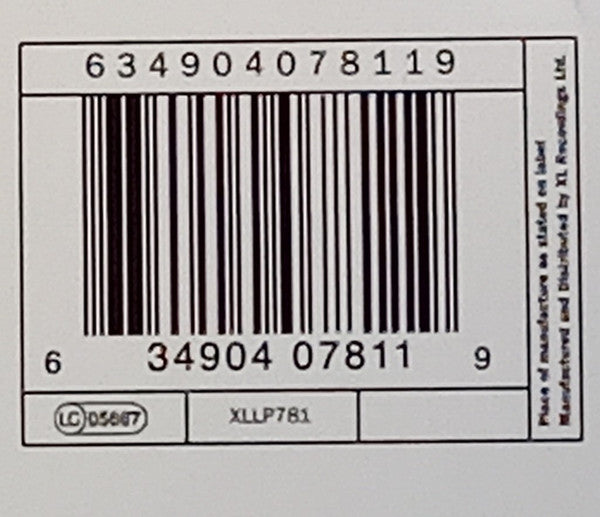 634904078119
6 34904 07811 9
LC 05667
XLLP781
Place of manufacture as stated on label
Manufactured and Distributed by XL Recordings Ltd.